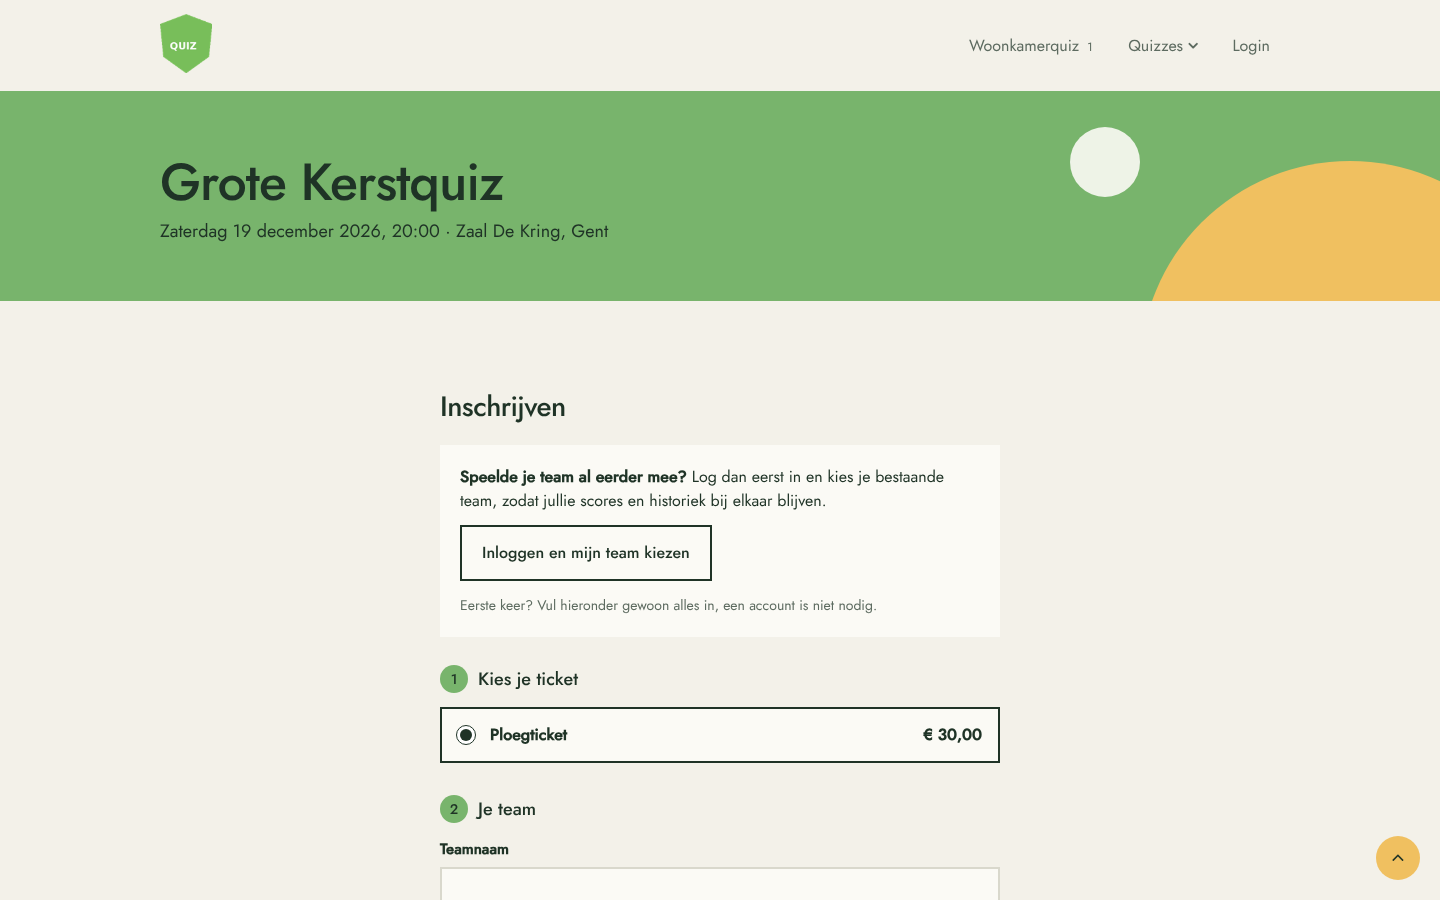 QUIZ
Woonkamerquiz 1
Quizzes
Login
Grote Kerstquiz
Zaterdag 19 december 2026, 20:00 · Zaal De Kring, Gent
Inschrijven
Speelde je team al eerder mee? Log dan eerst in en kies je bestaande
team, zodat jullie scores en historiek bij elkaar blijven.
Inloggen en mijn team kiezen
Eerste keer? Vul hieronder gewoon alles in, een account is niet nodig.
1 Kies je ticket
Ploegticket € 30,00
2 Je team
Teamnaam